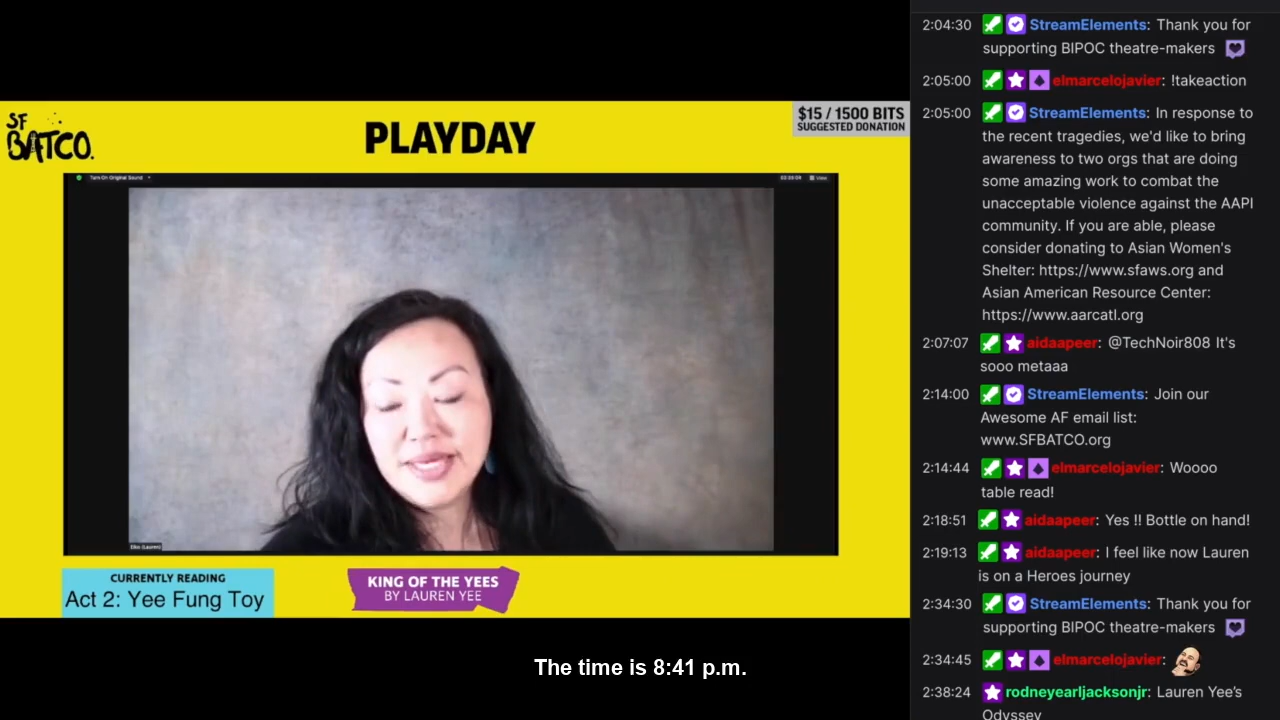 SF
BATCO.
PLAYDAY
$15 / 1500 BITS
SUGGESTED DONATION
Turn On Original Sound
View
CURRENTLY READING
Act 2: Yee Fung Toy
KING OF THE YEES
BY LAUREN YEE
The time is 8:41 p.m.
2:04:30 StreamElements: Thank you for
supporting BIPOC theatre-makers
2:05:00 elmarcelojavier: !takeaction
2:05:00 StreamElements: In response to
the recent tragedies, we'd like to bring
awareness to two orgs that are doing
some amazing work to combat the
unacceptable violence against the AAPI
community. If you are able, please
consider donating to Asian Women's
Shelter: https://www.sfaws.org and
Asian American Resource Center:
https://www.aarcatl.org
2:07:07 aidaapeer: @TechNoir808 It's
sooo metaaa
2:14:00 StreamElements: Join our
Awesome AF email list:
www.SFBATCO.org
2:14:44 elmarcelojavier: Woooo
table read!
2:18:51 aidaapeer: Yes !! Bottle on hand!
2:19:13 aidaapeer: I feel like now Lauren
is on a Heroes journey
2:34:30 StreamElements: Thank you for
supporting BIPOC theatre-makers
2:34:45 elmarcelojavier:
2:38:24 rodneyearljacksonjr: Lauren Yee's
Odyssey